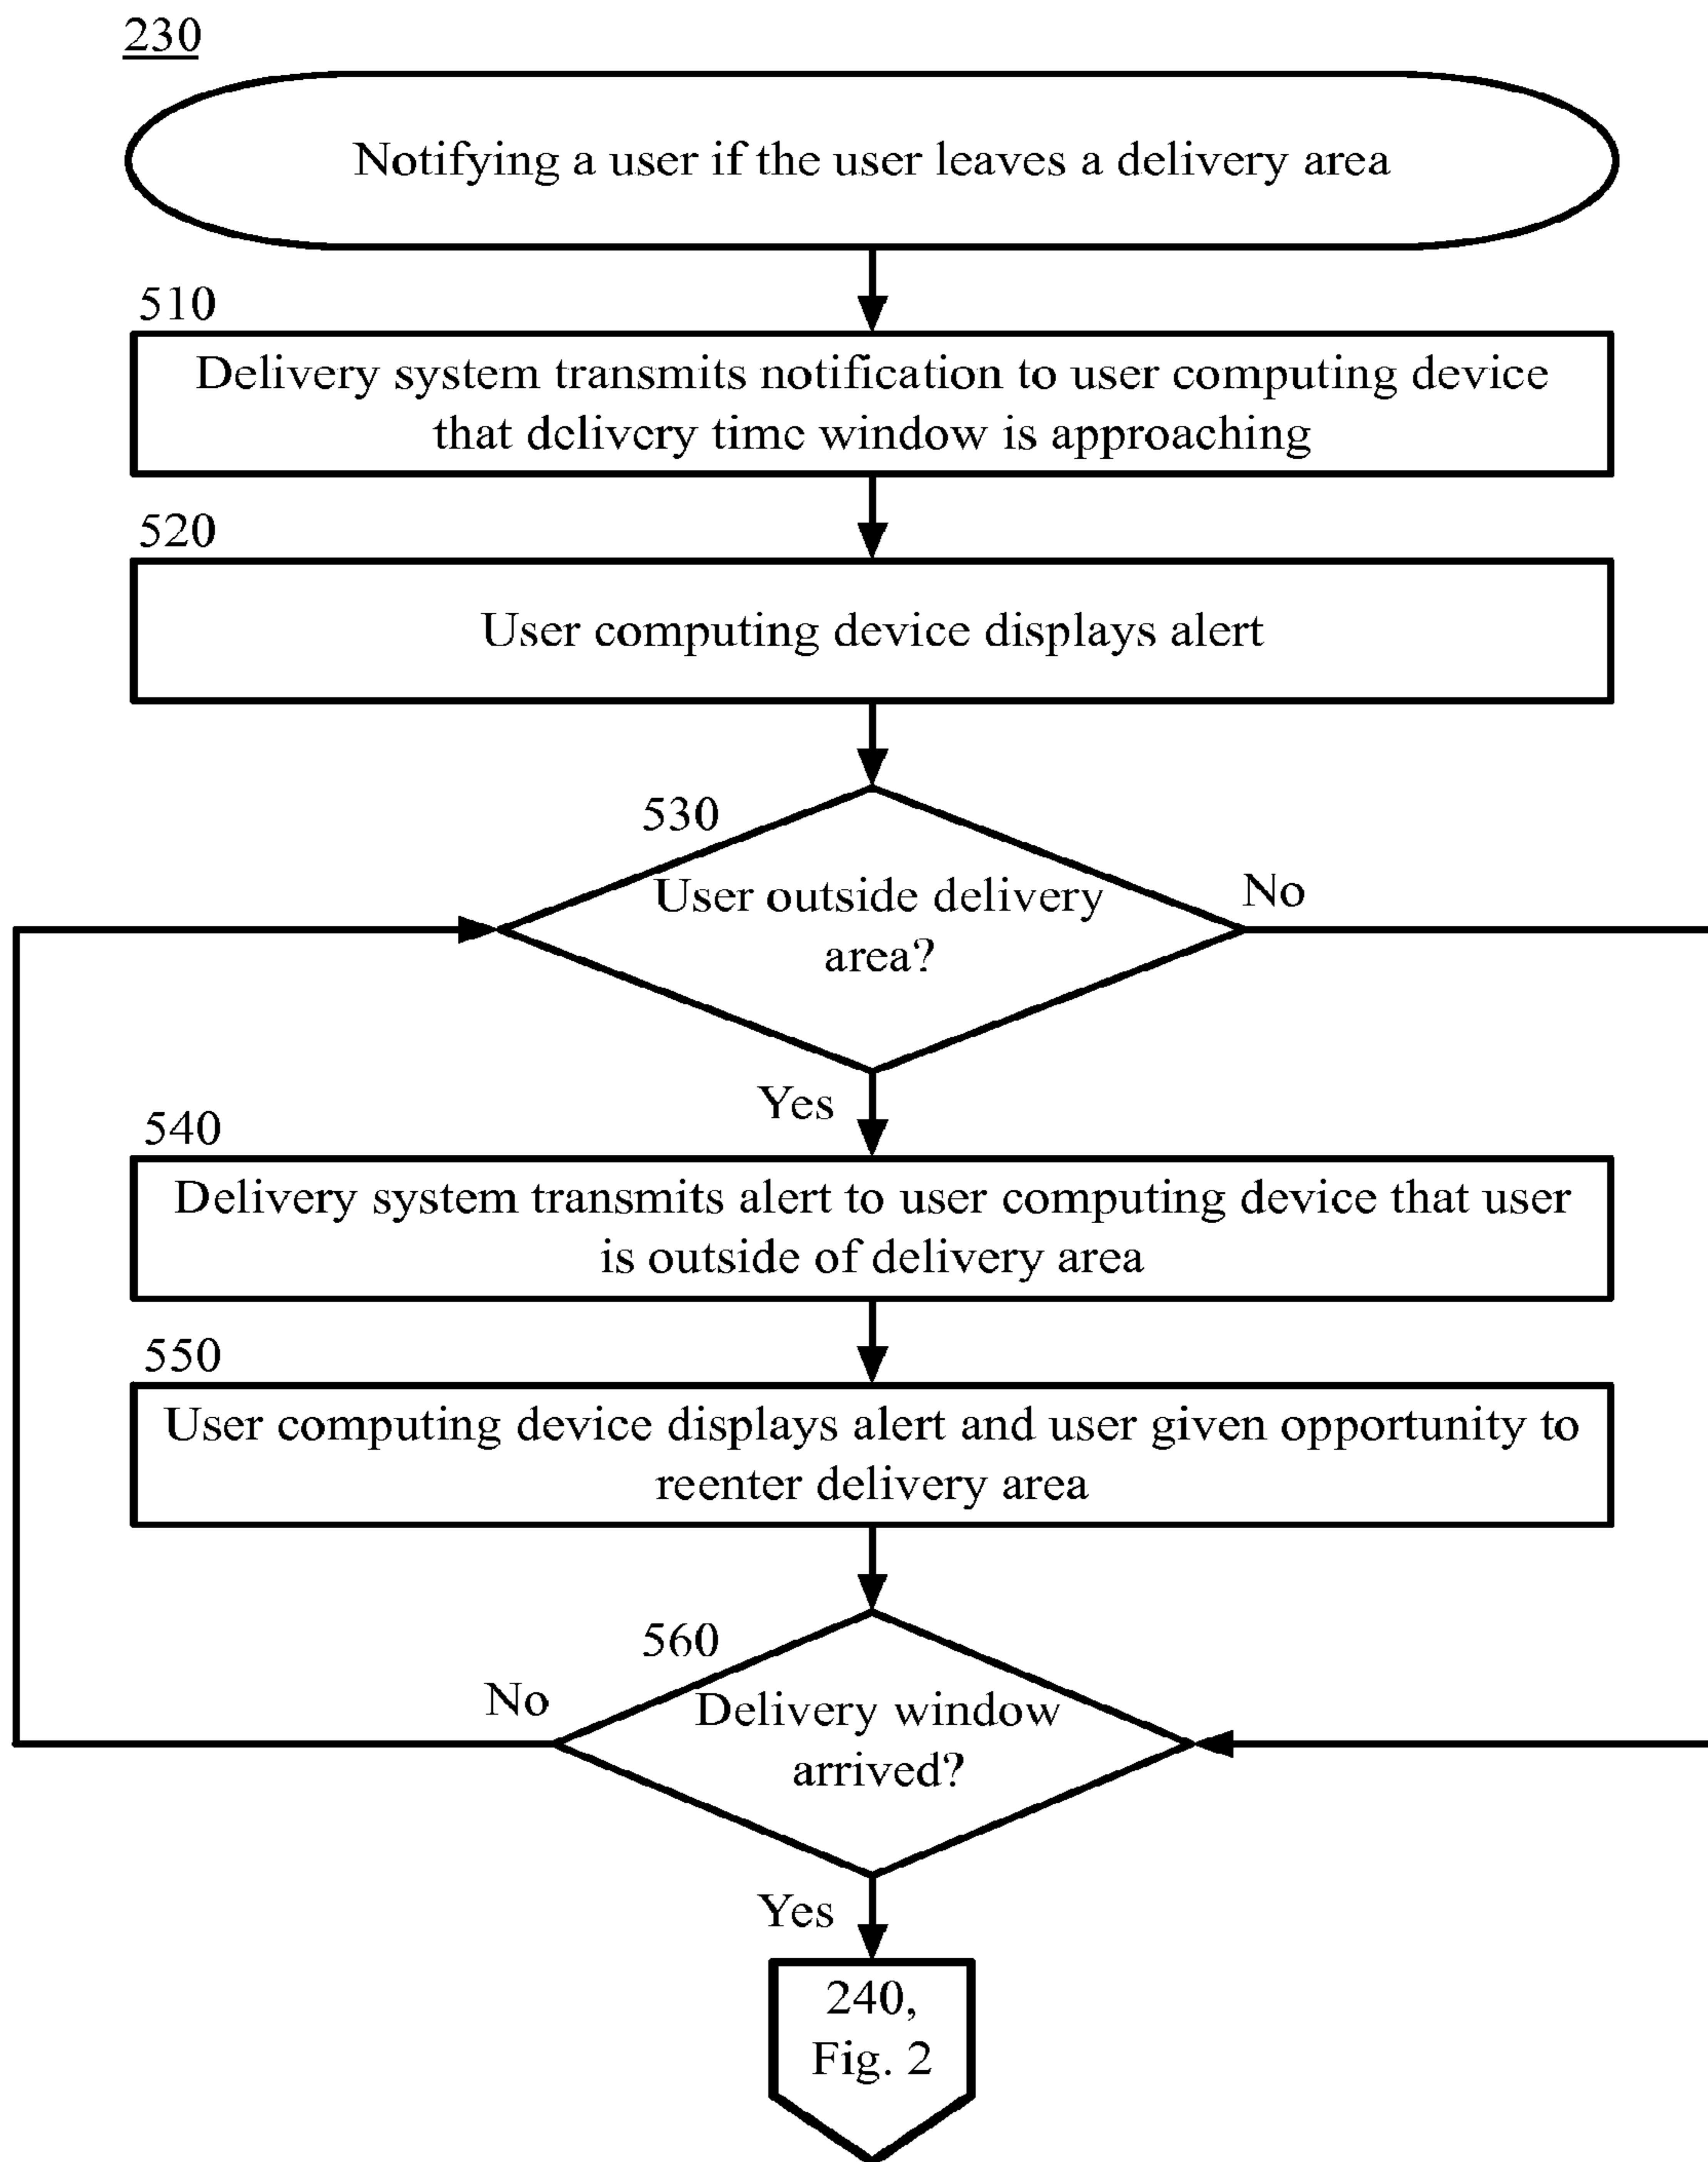 230
Notifying a user if the user leaves a delivery area
510
Delivery system transmits notification to user computing device
that delivery time window is approaching
520
User computing device displays alert
530
User outside delivery
area?
No
Yes
540
Delivery system transmits alert to user computing device that user
is outside of delivery area
550
User computing device displays alert and user given opportunity to
reenter delivery area
560
No
Delivery window
arrived?
Yes
240,
Fig. 2